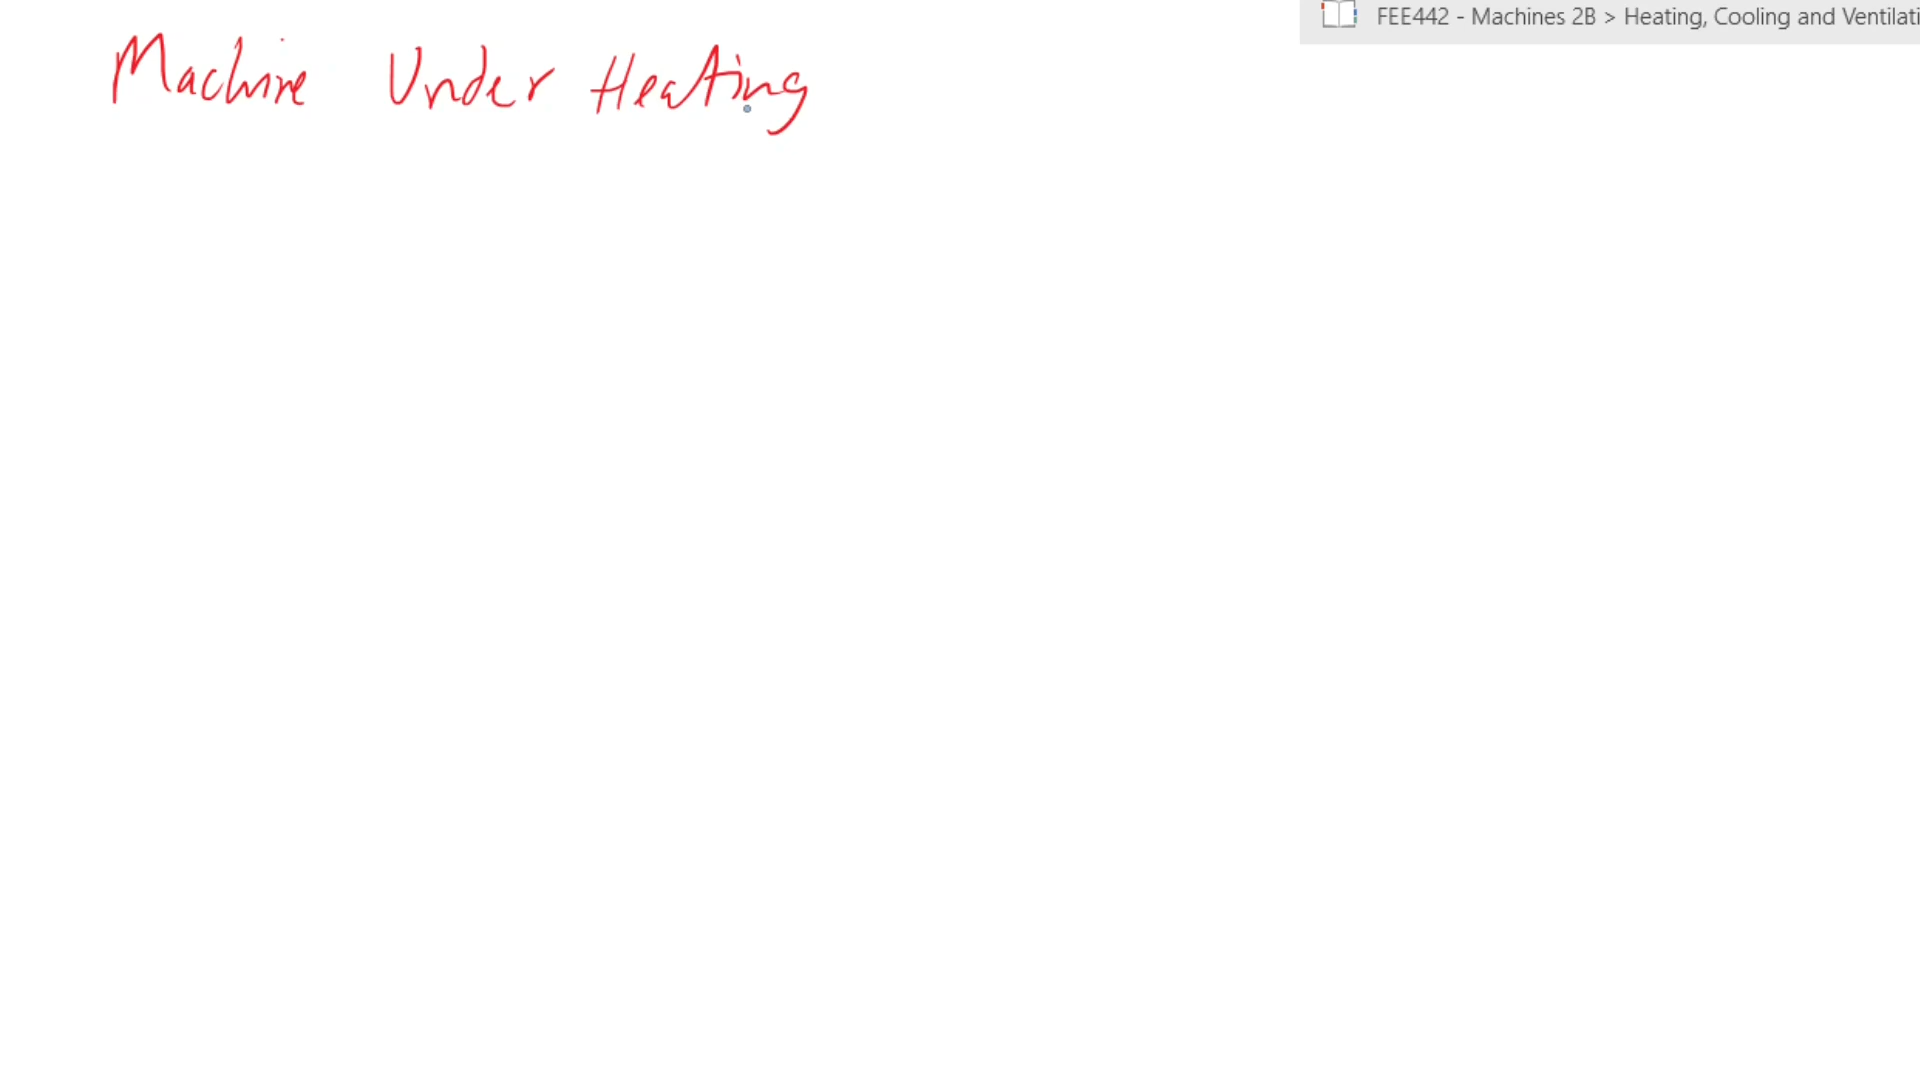 FEE442 - Machines 2B > Heating, Cooling and Ventilati
Machine Under Heating